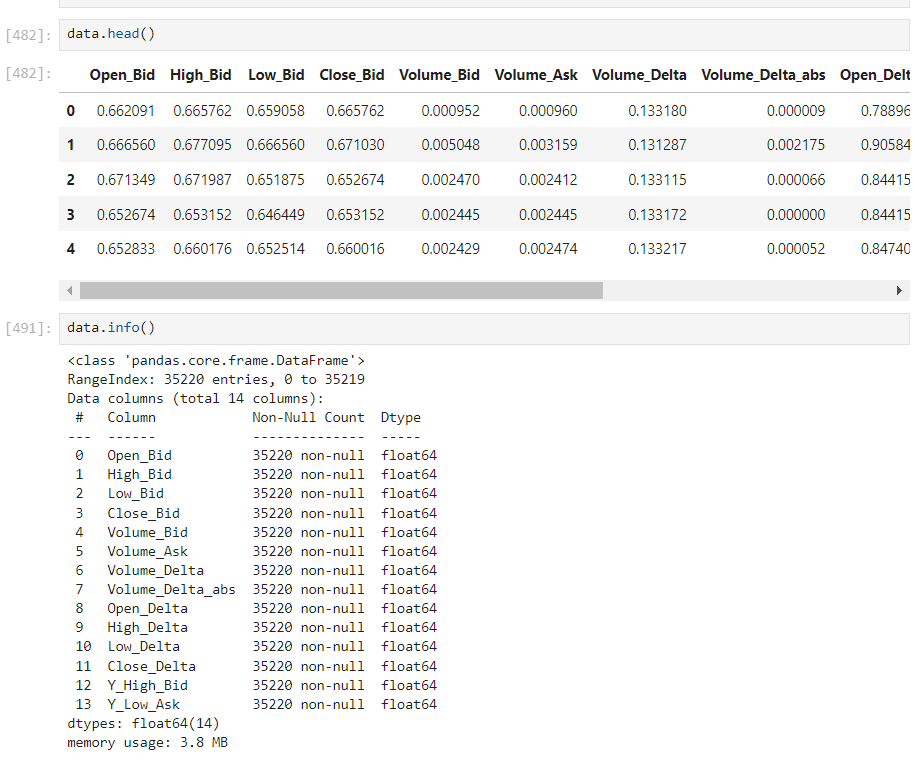 [482]: data.head()
[482]: Open_Bid High_Bid Low_Bid Close_Bid Volume_Bid Volume_Ask Volume_Delta Volume_Delta_abs Open_Delt
0 0.662091 0.665762 0.659058 0.665762 0.000952 0.000960 0.133180 0.000009 0.78896
1 0.666560 0.677095 0.666560 0.671030 0.005048 0.003159 0.131287 0.002175 0.90584
2 0.671349 0.671987 0.651875 0.652674 0.002470 0.002412 0.133115 0.000066 0.84415
3 0.652674 0.653152 0.646449 0.653152 0.002445 0.002445 0.133172 0.000000 0.84415
4 0.652833 0.660176 0.652514 0.660016 0.002429 0.002474 0.133217 0.000052 0.84740
[491]: data.info()
<class 'pandas.core.frame.DataFrame'>
RangeIndex: 35220 entries, 0 to 35219
Data columns (total 14 columns):
# Column Non-Null Count Dtype
--- ------ -------------- -----
0 Open_Bid 35220 non-null float64
1 High_Bid 35220 non-null float64
2 Low_Bid 35220 non-null float64
3 Close_Bid 35220 non-null float64
4 Volume_Bid 35220 non-null float64
5 Volume_Ask 35220 non-null float64
6 Volume_Delta 35220 non-null float64
7 Volume_Delta_abs 35220 non-null float64
8 Open_Delta 35220 non-null float64
9 High_Delta 35220 non-null float64
10 Low_Delta 35220 non-null float64
11 Close_Delta 35220 non-null float64
12 Y_High_Bid 35220 non-null float64
13 Y_Low_Ask 35220 non-null float64
dtypes: float64(14)
memory usage: 3.8 MB